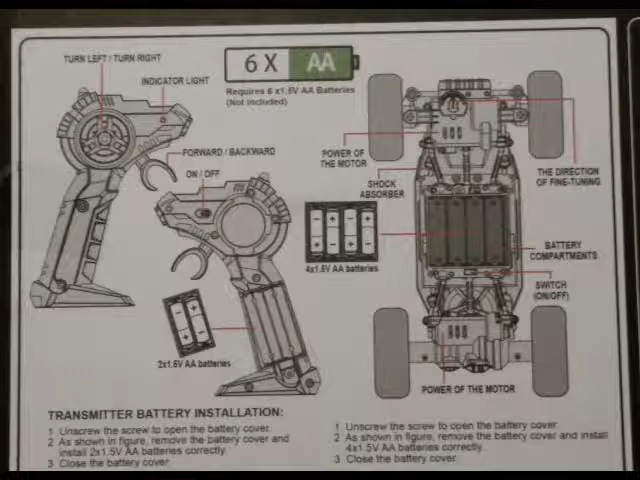 TURN LEFT / TURN RIGHT
INDICATOR LIGHT
6 X AA
Requires 6 x1.5V AA Batteries
(Not included)
FORWARD / BACKWARD
ON / OFF
POWER OF
THE MOTOR
SHOCK
ABSORBER
THE DIRECTION
OF FINE-TUNING
4x1.5V AA batteries
BATTERY
COMPARTMENTS
SWITCH
(ON/OFF)
2x1.5V AA batteries
POWER OF THE MOTOR
TRANSMITTER BATTERY INSTALLATION:
1 Unscrew the screw to open the battery cover.
2 As shown in figure, remove the battery cover and
install 2x1.5V AA batteries correctly.
3 Close the battery cover.
1 Unscrew the screw to open the battery cover.
2 As shown in figure, remove the battery cover and install
4x1.5V AA batteries correctly.
3 Close the battery cover.